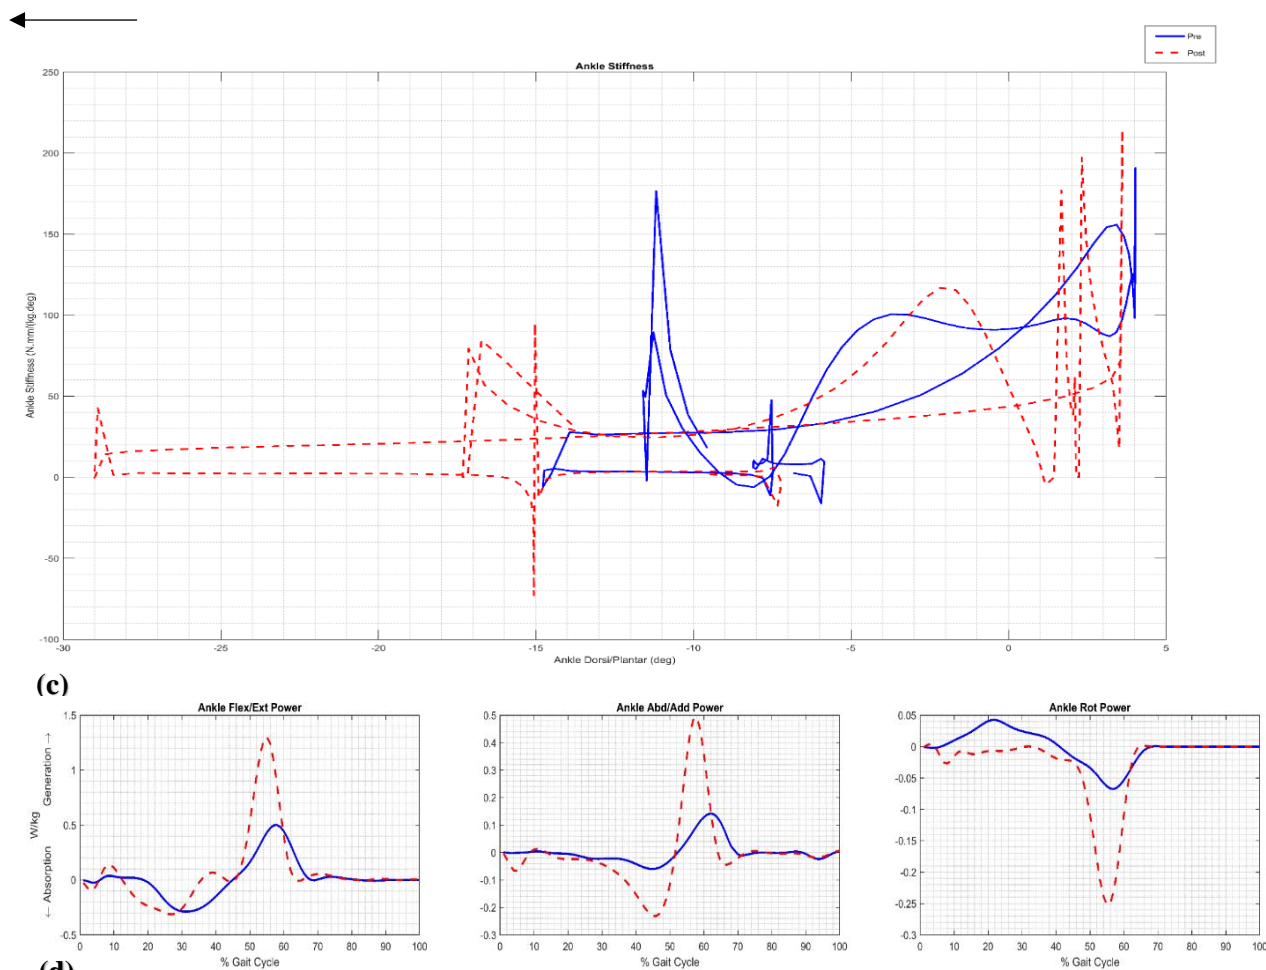 Pre
Post
Ankle Stiffness
250
200
150
100
50
0
-50
-100
Ankle Stiffness (N.mm/(kg.deg)
-30 -25 -20 -15 -10 -5 0 5
Ankle Dorsi/Plantar (deg)
(c)
Ankle Flex/Ext Power
1.5
1
0.5
0
-0.5
← Absorption W/kg Generation →
0 10 20 30 40 50 60 70 80 90 100
% Gait Cycle
Ankle Abd/Add Power
0.5
0.4
0.3
0.2
0.1
0
-0.1
-0.2
-0.3
0 10 20 30 40 50 60 70 80 90 100
% Gait Cycle
Ankle Rot Power
0.05
0
-0.05
-0.1
-0.15
-0.2
-0.25
-0.3
0 10 20 30 40 50 60 70 80 90 100
% Gait Cycle
(d)